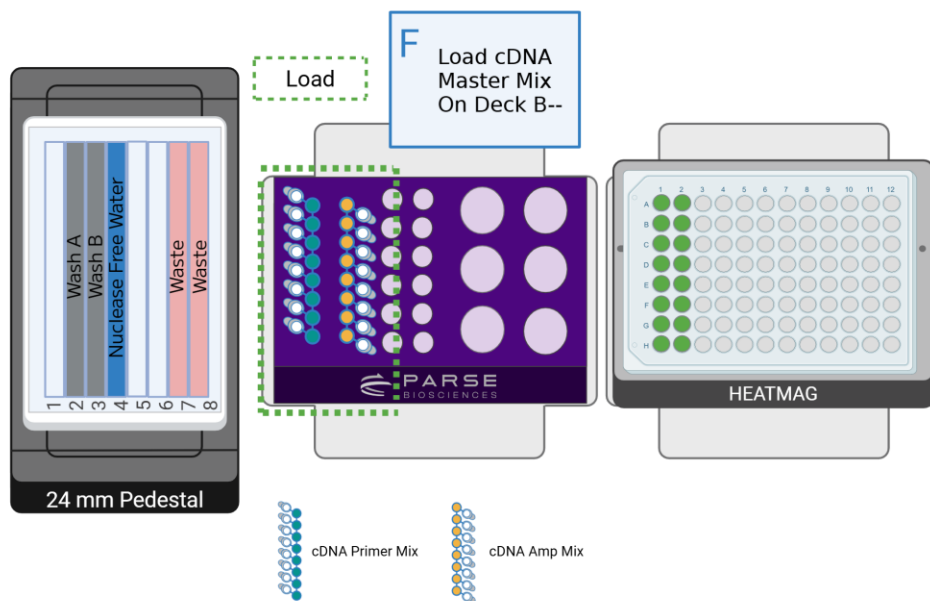 F
Load cDNA
Master Mix
On Deck B--
Load
Wash A
Wash B
Nuclease Free Water
Waste
Waste
1 2 3 4 5 6 7 8
24 mm Pedestal
PARSE
BIOSCIENCES
1 2 3 4 5 6 7 8 9 10 11 12
A
B
C
D
E
F
G
H
HEATMAG
cDNA Primer Mix
cDNA Amp Mix